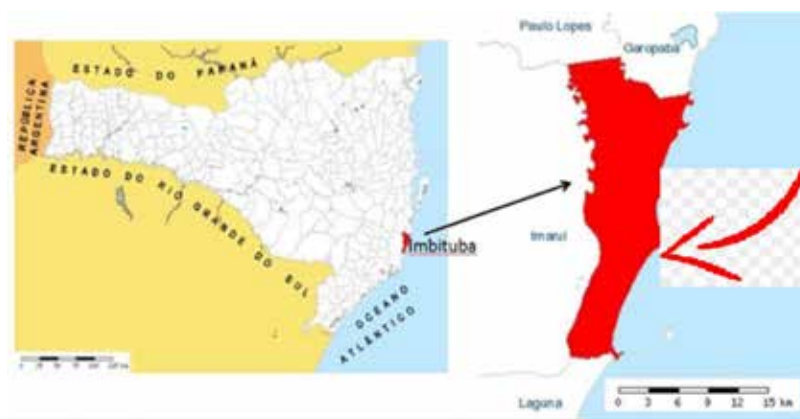 ESTADO DO PARANÁ
REPÚBLICA
ARGENTINA
ESTADO DO RIO GRANDE DO SUL
Imbituba
OCEANO
ATLÂNTICO
Paulo Lopes
Garopaba
Imaruí
Laguna
0 3 6 9 12 15 km